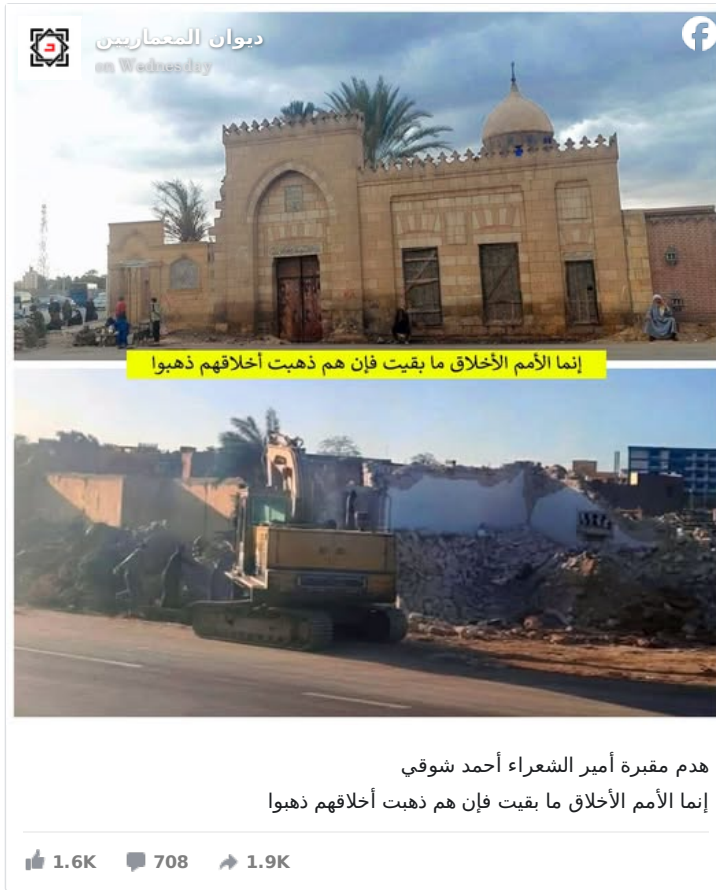 ديوان المعماريين
on Wednesday
إنما الأمم الأخلاق ما بقيت فإن هم ذهبت أخلاقهم ذهبوا
هدم مقبرة أمير الشعراء أحمد شوقي
إنما الأمم الأخلاق ما بقيت فإن هم ذهبت أخلاقهم ذهبوا
1.6K 708 1.9K